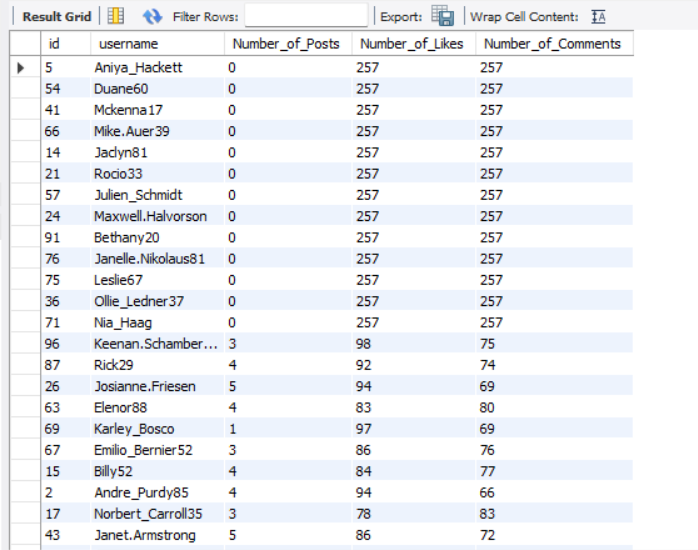 Result Grid Filter Rows: Export: Wrap Cell Content:
id username Number_of_Posts Number_of_Likes Number_of_Comments
5 Aniya_Hackett 0 257 257
54 Duane60 0 257 257
41 Mckenna17 0 257 257
66 Mike.Auer39 0 257 257
14 Jaclyn81 0 257 257
21 Rocio33 0 257 257
57 Julien_Schmidt 0 257 257
24 Maxwell.Halvorson 0 257 257
91 Bethany20 0 257 257
76 Janelle.Nikolaus81 0 257 257
75 Leslie67 0 257 257
36 Ollie_Ledner37 0 257 257
71 Nia_Haag 0 257 257
96 Keenan.Schamber... 3 98 75
87 Rick29 4 92 74
26 Josianne.Friesen 5 94 69
63 Elenor88 4 83 80
69 Karley_Bosco 1 97 69
67 Emilio_Bernier52 3 86 76
15 Billy52 4 84 77
2 Andre_Purdy85 4 94 66
17 Norbert_Carroll35 3 78 83
43 Janet.Armstrong 5 86 72